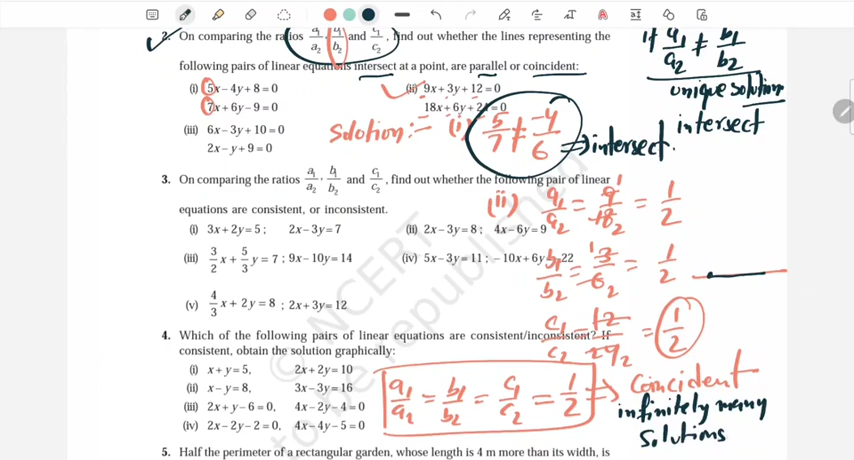 2. On comparing the ratios a₁/a₂, b₁/b₂ and c₁/c₂, find out whether the lines representing the
following pairs of linear equations intersect at a point, are parallel or coincident:
(i) 5x – 4y + 8 = 0
7x + 6y – 9 = 0
(ii) 9x + 3y + 12 = 0
18x + 6y + 24 = 0
(iii) 6x – 3y + 10 = 0
2x – y + 9 = 0
if a₁/a₂ ≠ b₁/b₂
unique solution
intersect
Solution :- (i) 5/7 ≠ -4/6 ⇒ intersect.
(ii) a₁/a₂ = 9/18 = 1/2
b₁/b₂ = 3/6 = 1/2
c₁/c₂ = 12/24 = 1/2
a₁/a₂ = b₁/b₂ = c₁/c₂ = 1/2 → Coincident
infinitely many
solutions
3. On comparing the ratios a₁/a₂, b₁/b₂ and c₁/c₂, find out whether the following pair of linear
equations are consistent, or inconsistent.
(i) 3x + 2y = 5 ; 2x – 3y = 7
(ii) 2x – 3y = 8 ; 4x – 6y = 9
(iii) 3/2 x + 5/3 y = 7 ; 9x – 10y = 14
(iv) 5x – 3y = 11 ; – 10x + 6y = –22
(v) 4/3 x + 2y = 8 ; 2x + 3y = 12
4. Which of the following pairs of linear equations are consistent/inconsistent? If
consistent, obtain the solution graphically:
(i) x + y = 5, 2x + 2y = 10
(ii) x – y = 8, 3x – 3y = 16
(iii) 2x + y – 6 = 0, 4x – 2y – 4 = 0
(iv) 2x – 2y – 2 = 0, 4x – 4y – 5 = 0
5. Half the perimeter of a rectangular garden, whose length is 4 m more than its width, is
© NCERT
to be republished